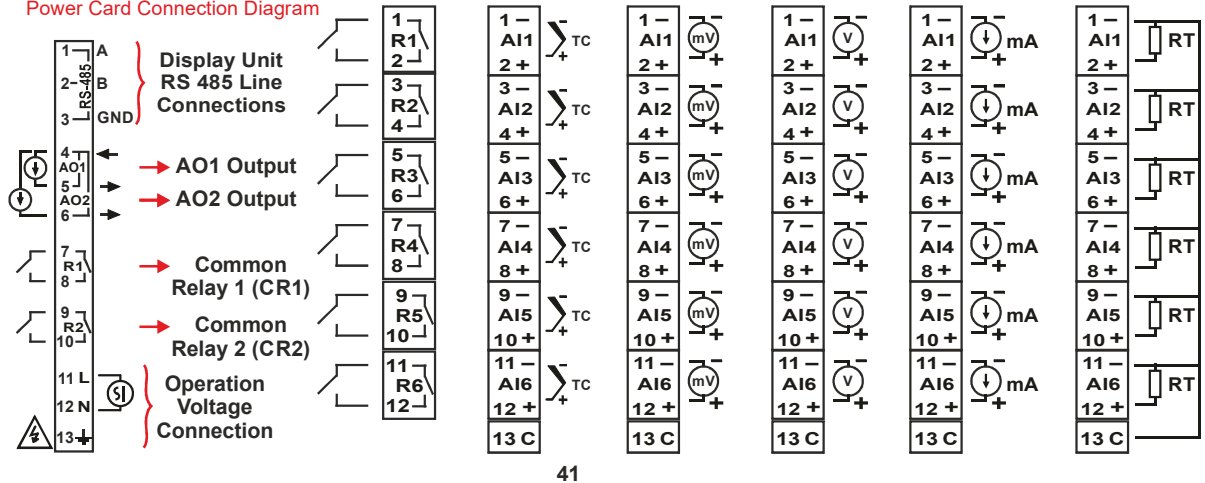 Power Card Connection Diagram
1 A
2 B
3 GND
RS-485
Display Unit
RS 485 Line
Connections
4
AO1
5
AO2
6
AO1 Output
AO2 Output
7
R1
8
Common
Relay 1 (CR1)
9
R2
10
Common
Relay 2 (CR2)
11 L
12 N
13
Operation
Voltage
Connection
1
R1
2
3
R2
4
5
R3
6
7
R4
8
9
R5
10
11
R6
12
1 –
AI1
2 +
– + TC
3 –
AI2
4 +
– + TC
5 –
AI3
6 +
– + TC
7 –
AI4
8 +
– + TC
9 –
AI5
10 +
– + TC
11 –
AI6
12 +
– + TC
13 C
1 –
AI1
2 +
– mV +
3 –
AI2
4 +
– mV +
5 –
AI3
6 +
– mV +
7 –
AI4
8 +
– mV +
9 –
AI5
10 +
– mV +
11 –
AI6
12 +
– mV +
13 C
1 –
AI1
2 +
– V +
3 –
AI2
4 +
– V +
5 –
AI3
6 +
– V +
7 –
AI4
8 +
– V +
9 –
AI5
10 +
– V +
11 –
AI6
12 +
– V +
13 C
1 –
AI1
2 +
– + mA
3 –
AI2
4 +
– + mA
5 –
AI3
6 +
– + mA
7 –
AI4
8 +
– + mA
9 –
AI5
10 +
– + mA
11 –
AI6
12 +
– + mA
13 C
1 –
AI1
2 +
RT
3 –
AI2
4 +
RT
5 –
AI3
6 +
RT
7 –
AI4
8 +
RT
9 –
AI5
10 +
RT
11 –
AI6
12 +
RT
13 C
41